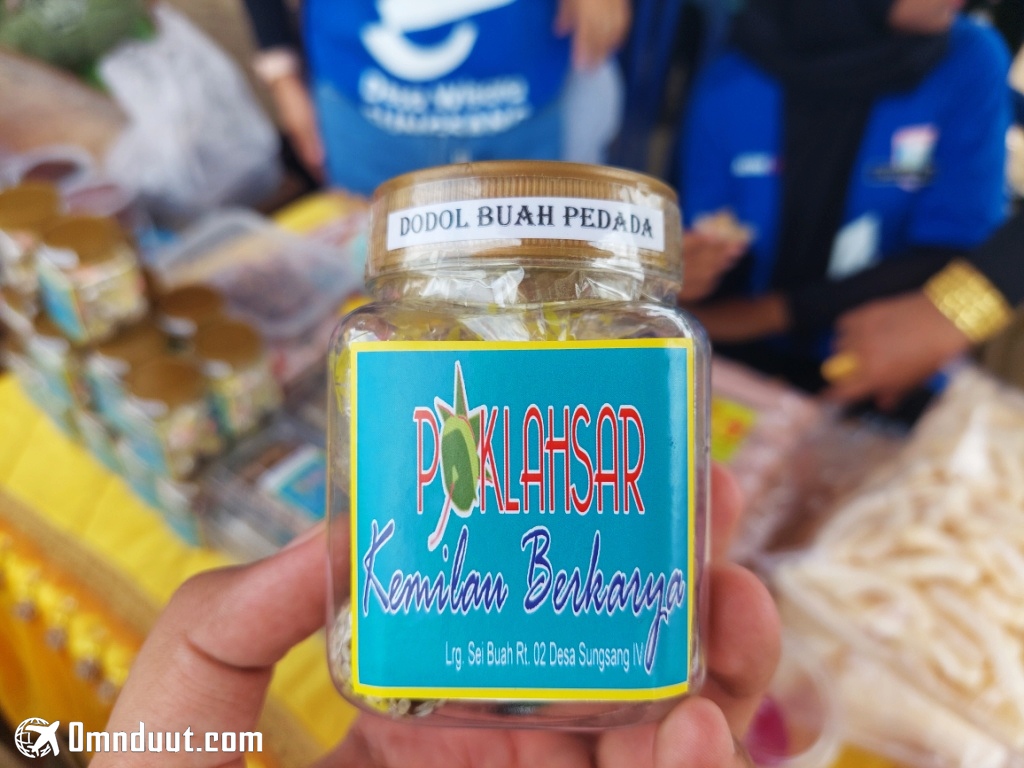 DODOL BUAH PEDADA
POKLAHSAR
Kemilau Berkarya
Lrg. Sei Buah Rt. 02 Desa Sungsang IV
Omnduut.com